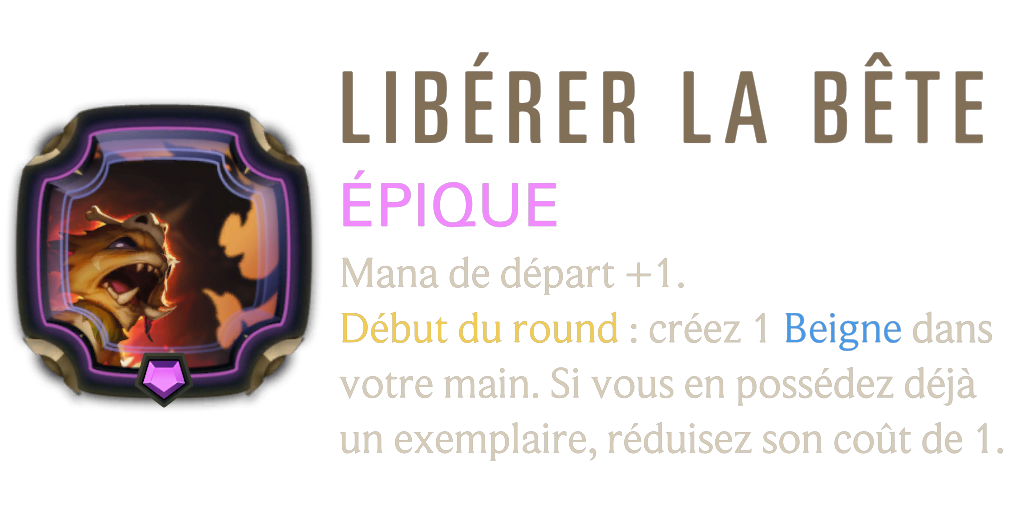 LIBÉRER LA BÊTE
ÉPIQUE
Mana de départ +1.
Début du round : créez 1 Beigne dans
votre main. Si vous en possédez déjà
un exemplaire, réduisez son coût de 1.